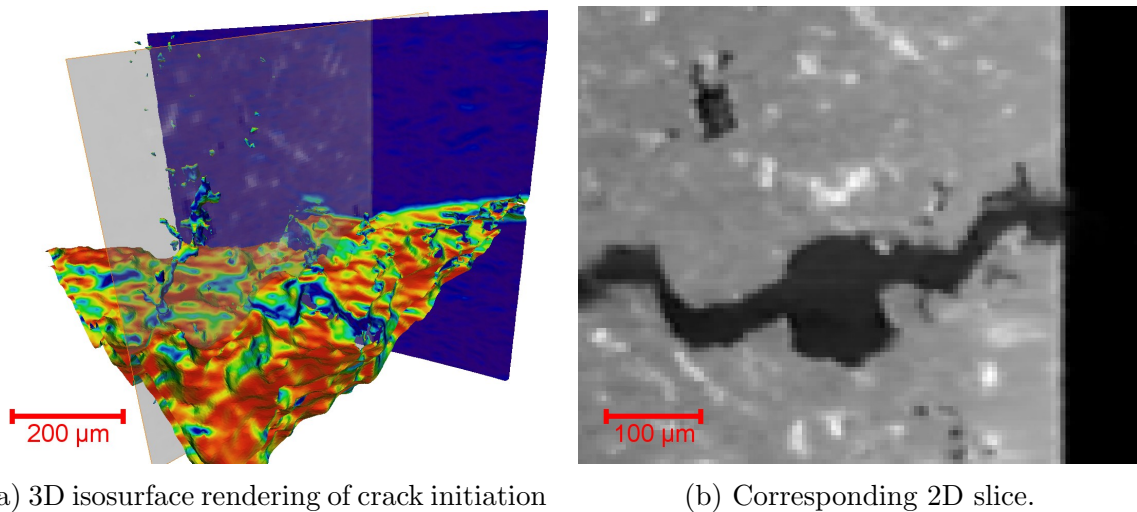 200 µm
100 µm
a) 3D isosurface rendering of crack initiation
(b) Corresponding 2D slice.